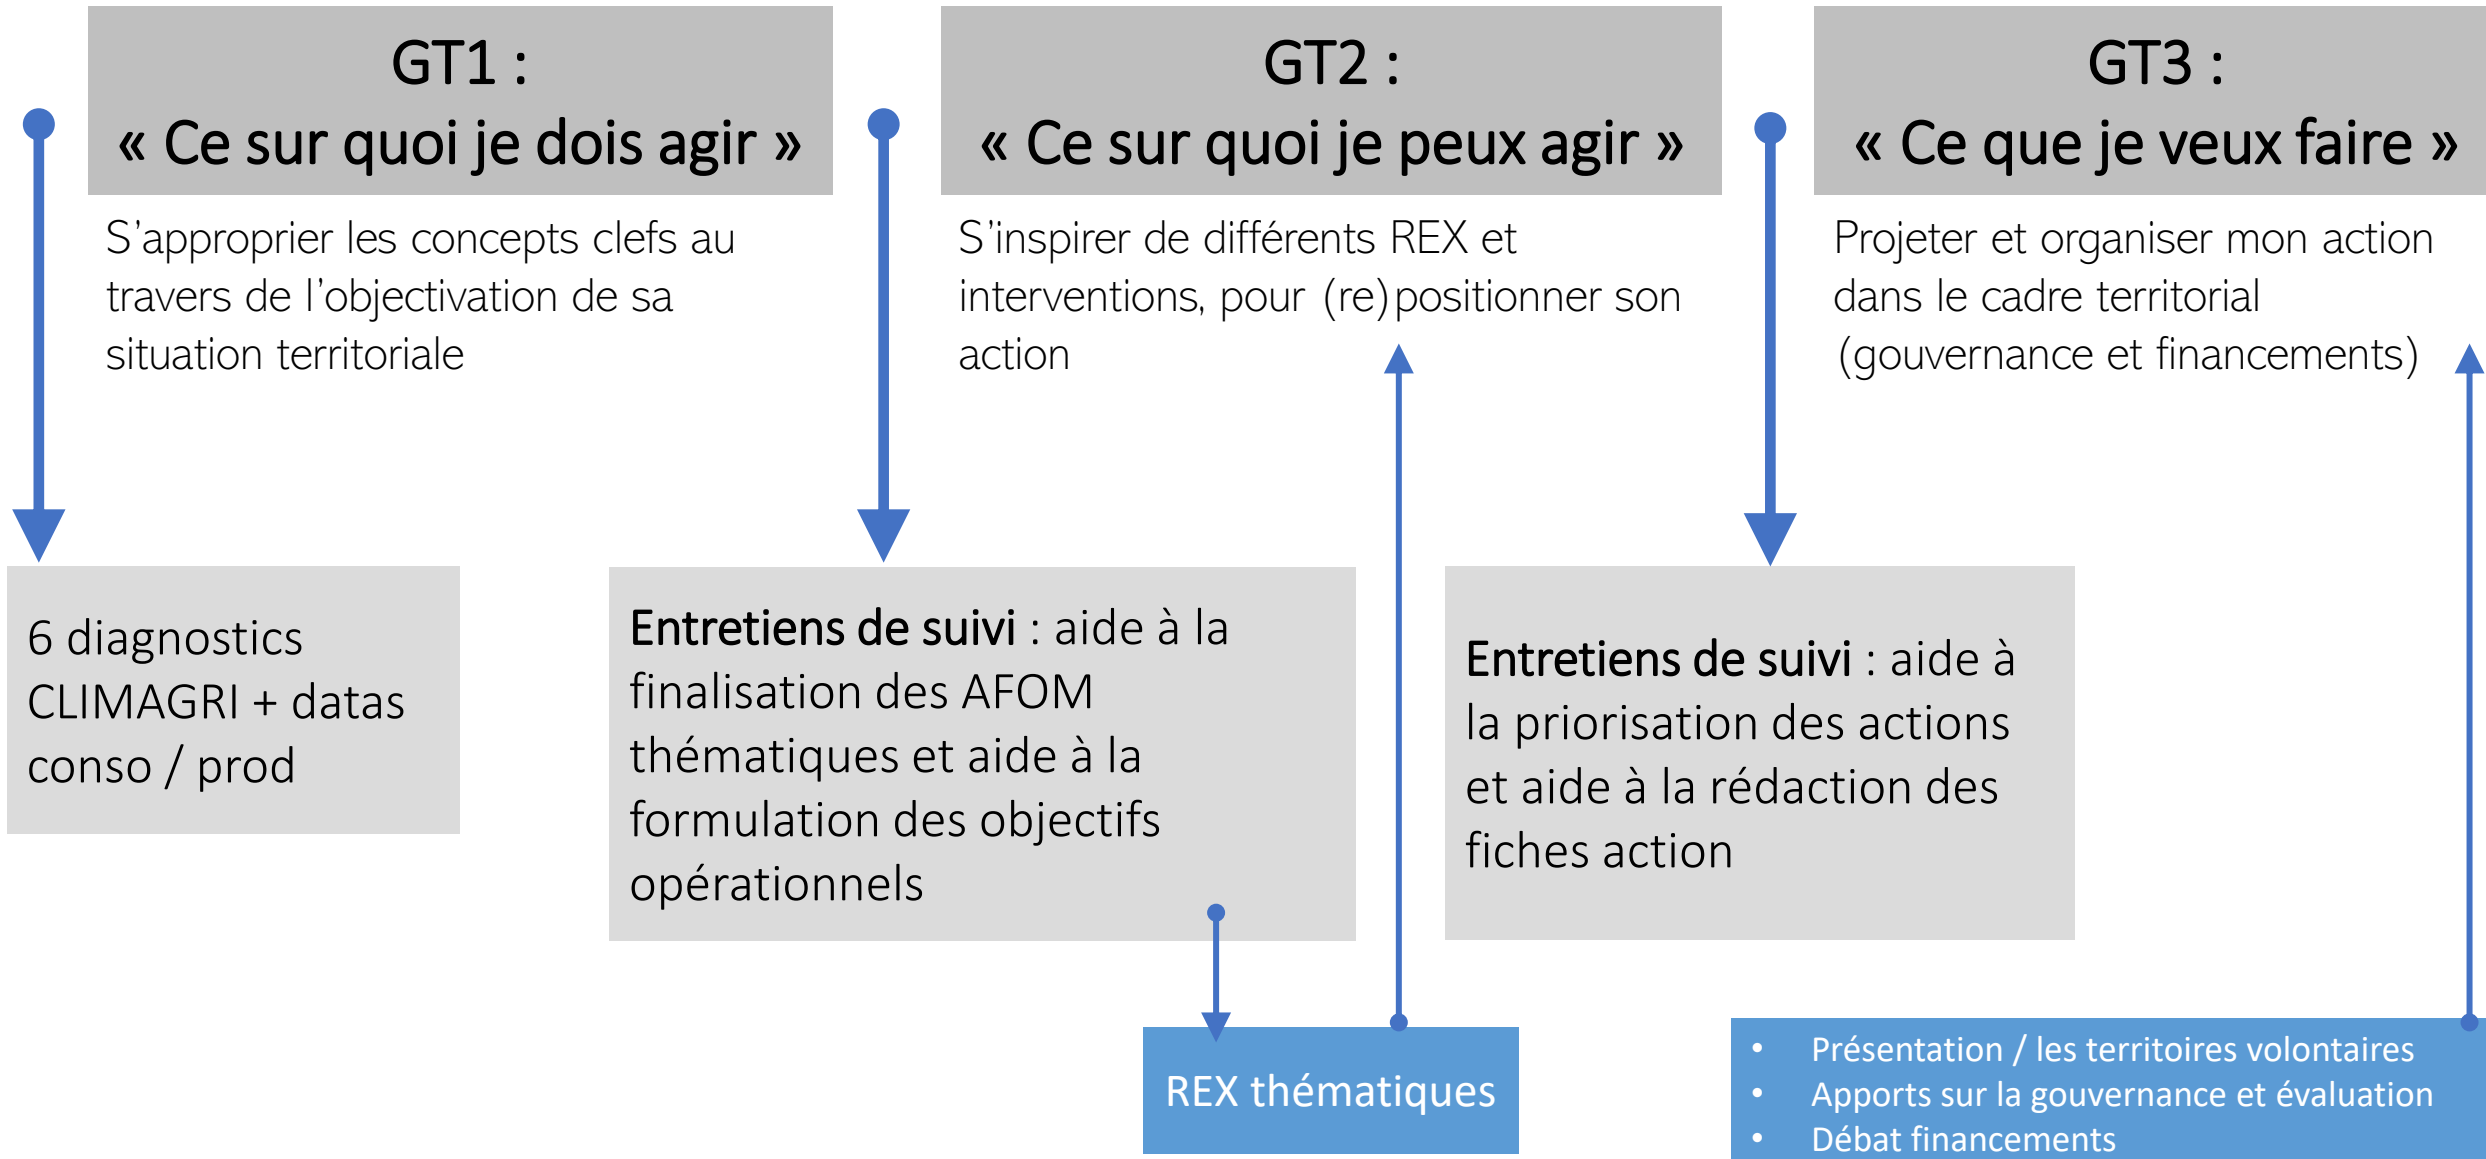 GT1 :
« Ce sur quoi je dois agir »
S’approprier les concepts clefs au
travers de l’objectivation de sa
situation territoriale
GT2 :
« Ce sur quoi je peux agir »
S’inspirer de différents REX et
interventions, pour (re)positionner son
action
GT3 :
« Ce que je veux faire »
Projeter et organiser mon action
dans le cadre territorial
(gouvernance et financements)
6 diagnostics
CLIMAGRI + datas
conso / prod
Entretiens de suivi : aide à la
finalisation des AFOM
thématiques et aide à la
formulation des objectifs
opérationnels
Entretiens de suivi : aide à
la priorisation des actions
et aide à la rédaction des
fiches action
REX thématiques
• Présentation / les territoires volontaires
• Apports sur la gouvernance et évaluation
• Débat financements